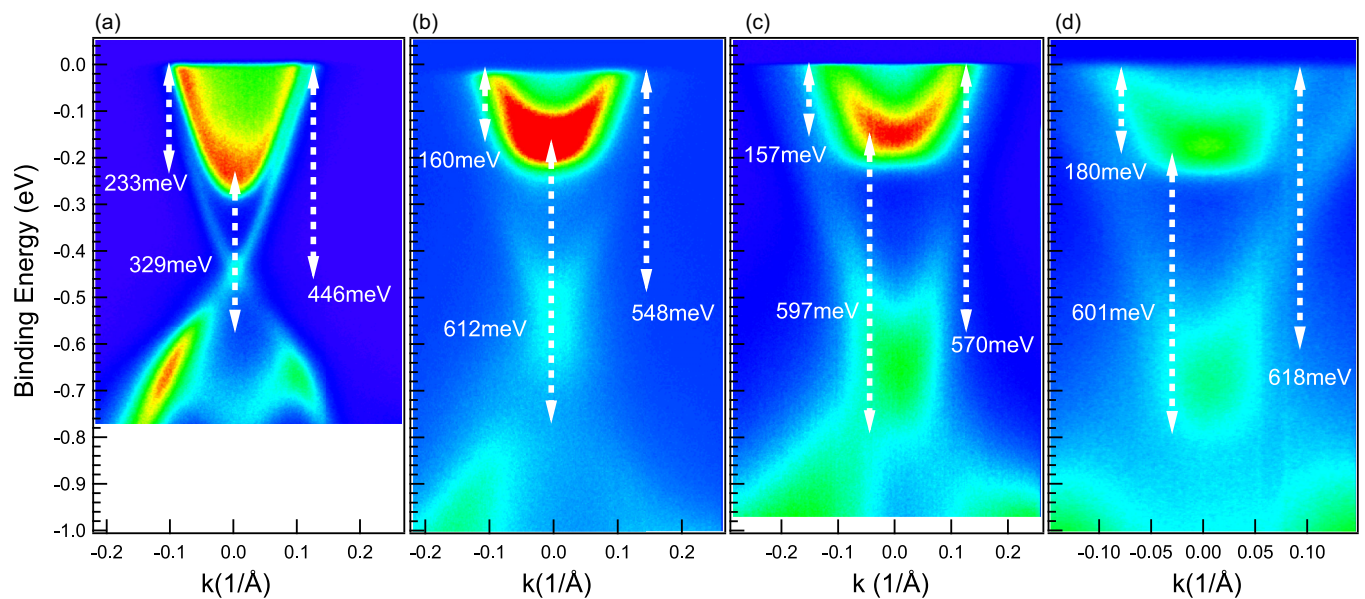 (a)
(b)
(c)
(d)
Binding Energy (eV)
0.0
-0.1
-0.2
-0.3
-0.4
-0.5
-0.6
-0.7
-0.8
-0.9
-1.0
233meV
329meV
446meV
160meV
612meV
548meV
157meV
597meV
570meV
180meV
601meV
618meV
-0.2 -0.1 0.0 0.1 0.2
-0.2 -0.1 0.0 0.1 0.2
-0.2 -0.1 0.0 0.1 0.2
-0.10 -0.05 0.00 0.05 0.10
k(1/Å)
k(1/Å)
k (1/Å)
k(1/Å)